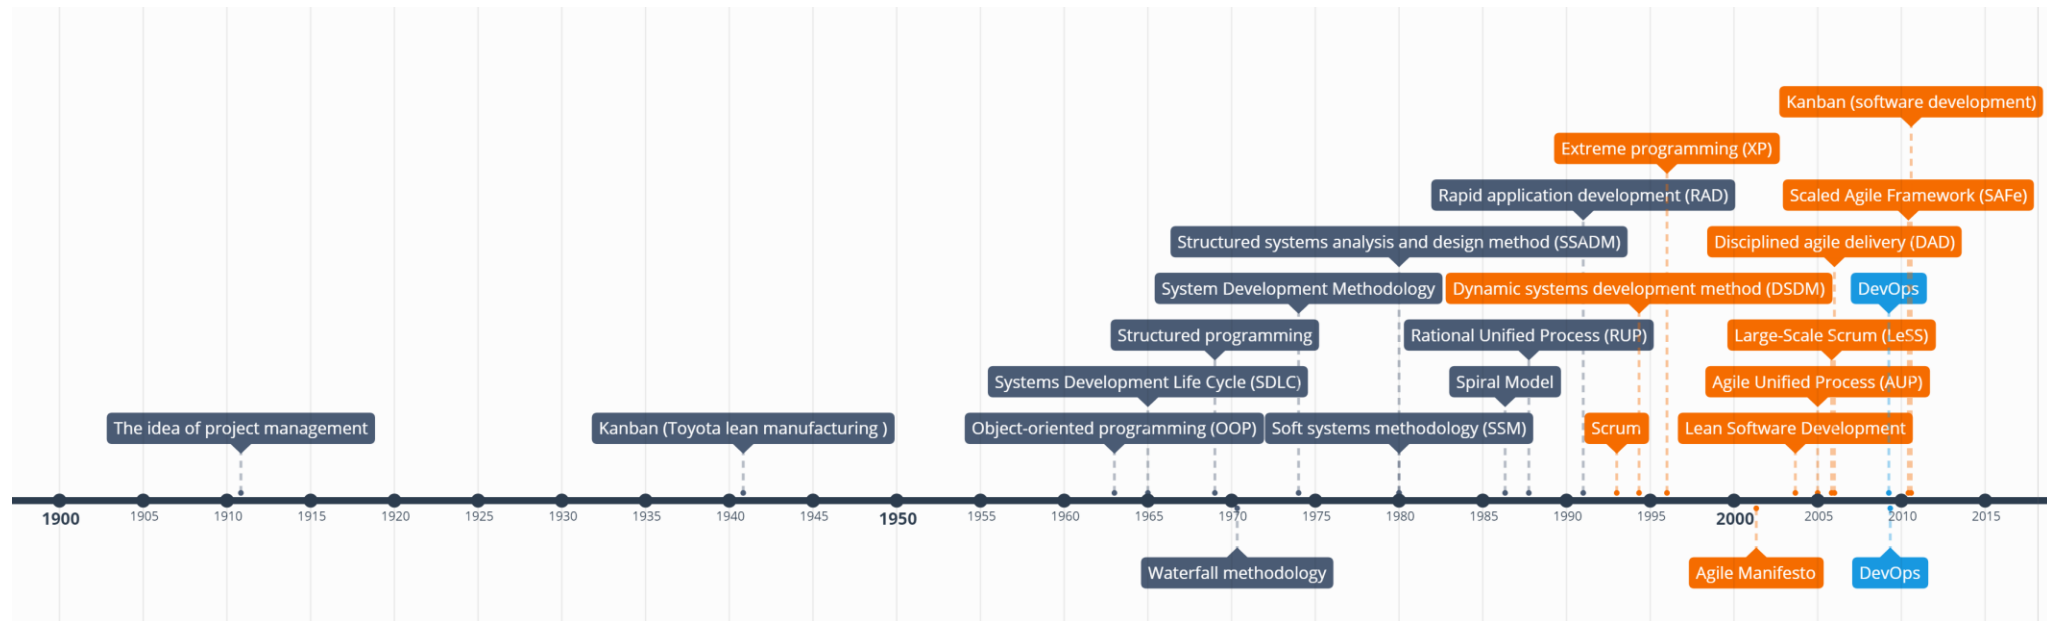 Kanban (software development)
Extreme programming (XP)
Rapid application development (RAD)
Scaled Agile Framework (SAFe)
Structured systems analysis and design method (SSADM)
Disciplined agile delivery (DAD)
System Development Methodology
Dynamic systems development method (DSDM)
DevOps
Structured programming
Rational Unified Process (RUP)
Large-Scale Scrum (LeSS)
Systems Development Life Cycle (SDLC)
Spiral Model
Agile Unified Process (AUP)
The idea of project management
Kanban (Toyota lean manufacturing )
Object-oriented programming (OOP)
Soft systems methodology (SSM)
Scrum
Lean Software Development
1900
1905
1910
1915
1920
1925
1930
1935
1940
1945
1950
1955
1960
1965
1970
1975
1980
1985
1990
1995
2000
2005
2010
2015
Waterfall methodology
Agile Manifesto
DevOps